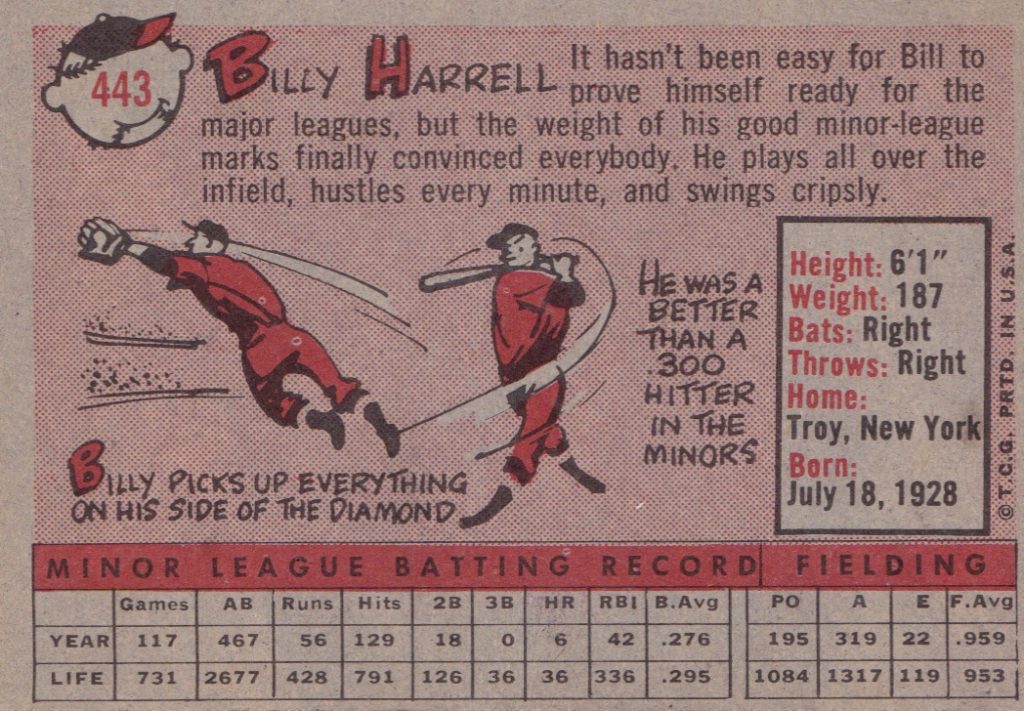 443
BILLY HARRELL
It hasn't been easy for Bill to
prove himself ready for the
major leagues, but the weight of his good minor-league
marks finally convinced everybody. He plays all over the
infield, hustles every minute, and swings cripsly.
BILLY PICKS UP EVERYTHING
ON HIS SIDE OF THE DIAMOND
HE WAS A
BETTER
THAN A
.300
HITTER
IN THE
MINORS
Height: 6'1"
Weight: 187
Bats: Right
Throws: Right
Home:
Troy, New York
Born:
July 18, 1928
© T.C.G. PRTD. IN U.S.A.
MINOR LEAGUE BATTING RECORD FIELDING
Games AB Runs Hits 2B 3B HR RBI B.Avg PO A E F.Avg
YEAR 117 467 56 129 18 0 6 42 .276 195 319 22 .959
LIFE 731 2677 428 791 126 36 36 336 .295 1084 1317 119 953